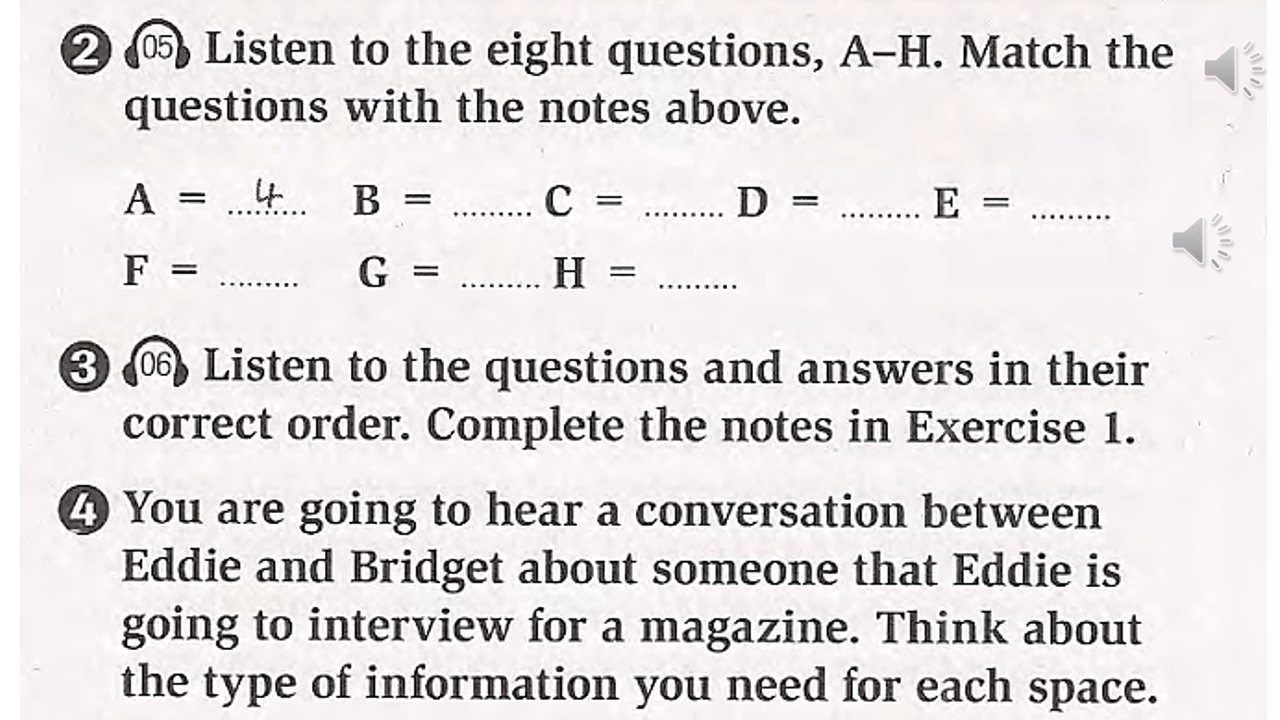 2 05 Listen to the eight questions, A–H. Match the
questions with the notes above.
A = ....4.... B = ......... C = ......... D = ......... E = .........
F = ......... G = ......... H = .........
3 06 Listen to the questions and answers in their
correct order. Complete the notes in Exercise 1.
4 You are going to hear a conversation between
Eddie and Bridget about someone that Eddie is
going to interview for a magazine. Think about
the type of information you need for each space.